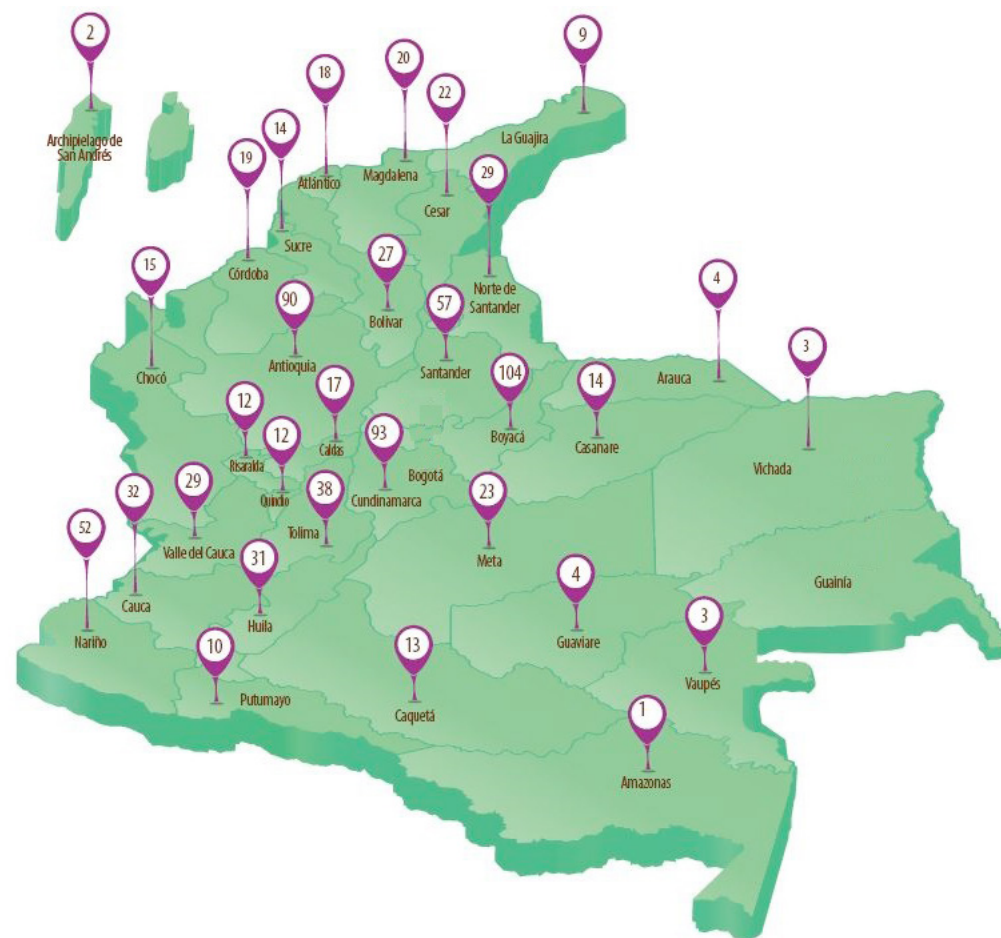 2
9
20
18
22
14
Archipielago de
San Andrés
La Guajira
19
Magdalena
29
Atlántico
Cesar
Sucre
27
15
4
Córdoba
Norte de
Santander
90
57
Bolivar
3
Antioquia
Santander
104
14
Arauca
Chocó
17
12
12
93
Boyacá
Casanare
Caldas
Risaralda
Bogotá
Vichada
29
32
Quindio
38
Cundinamarca
23
52
Tolima
Valle del Cauca
31
Meta
4
Guainía
Cauca
3
Huila
Nariño
Guaviare
10
13
Vaupés
Putumayo
1
Caquetá
Amazonas